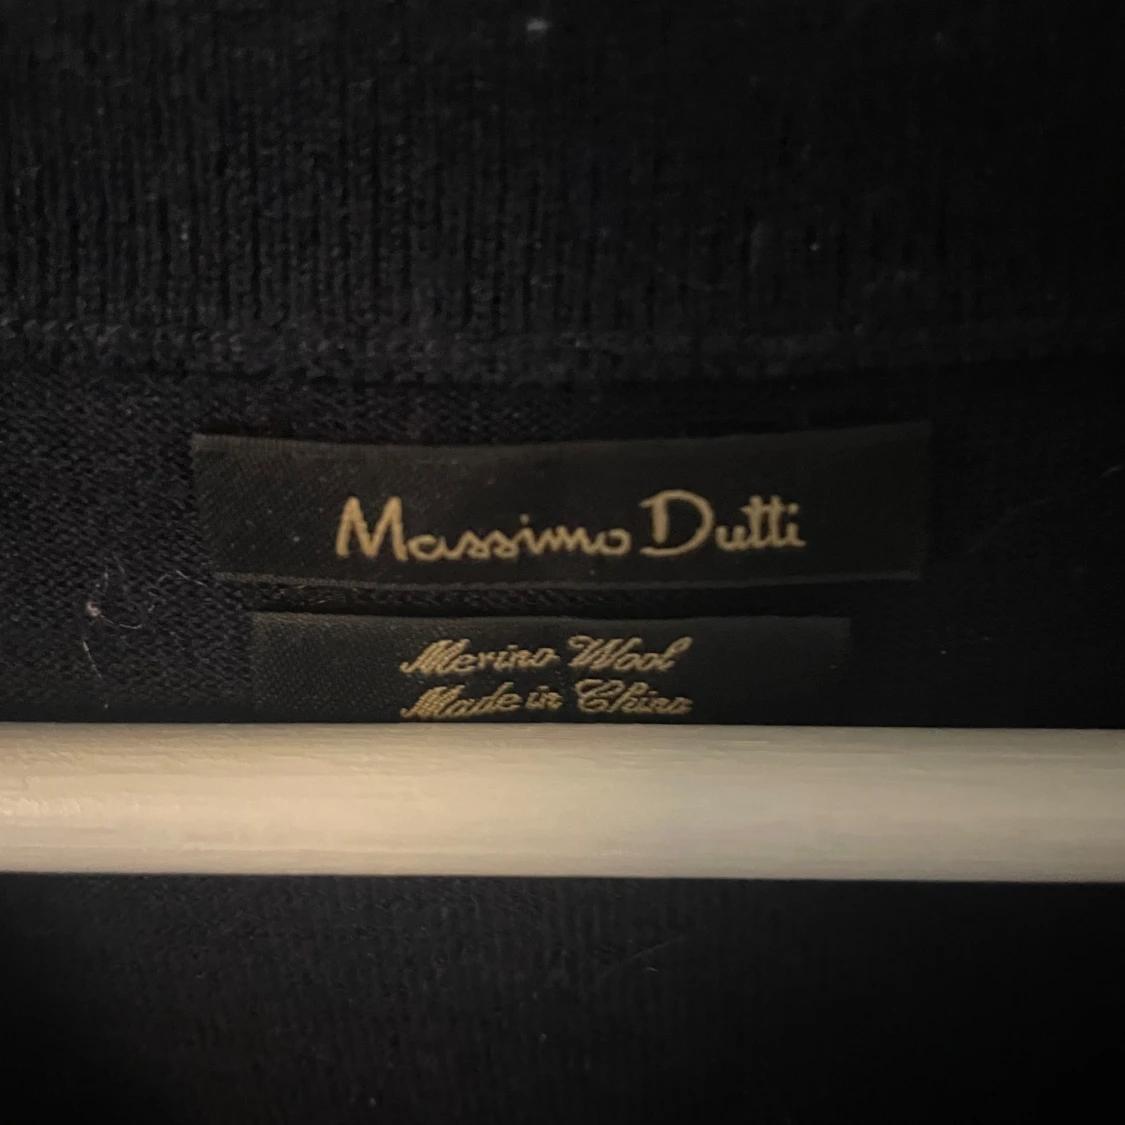 Massimo Dutti
Merino Wool
Made in China